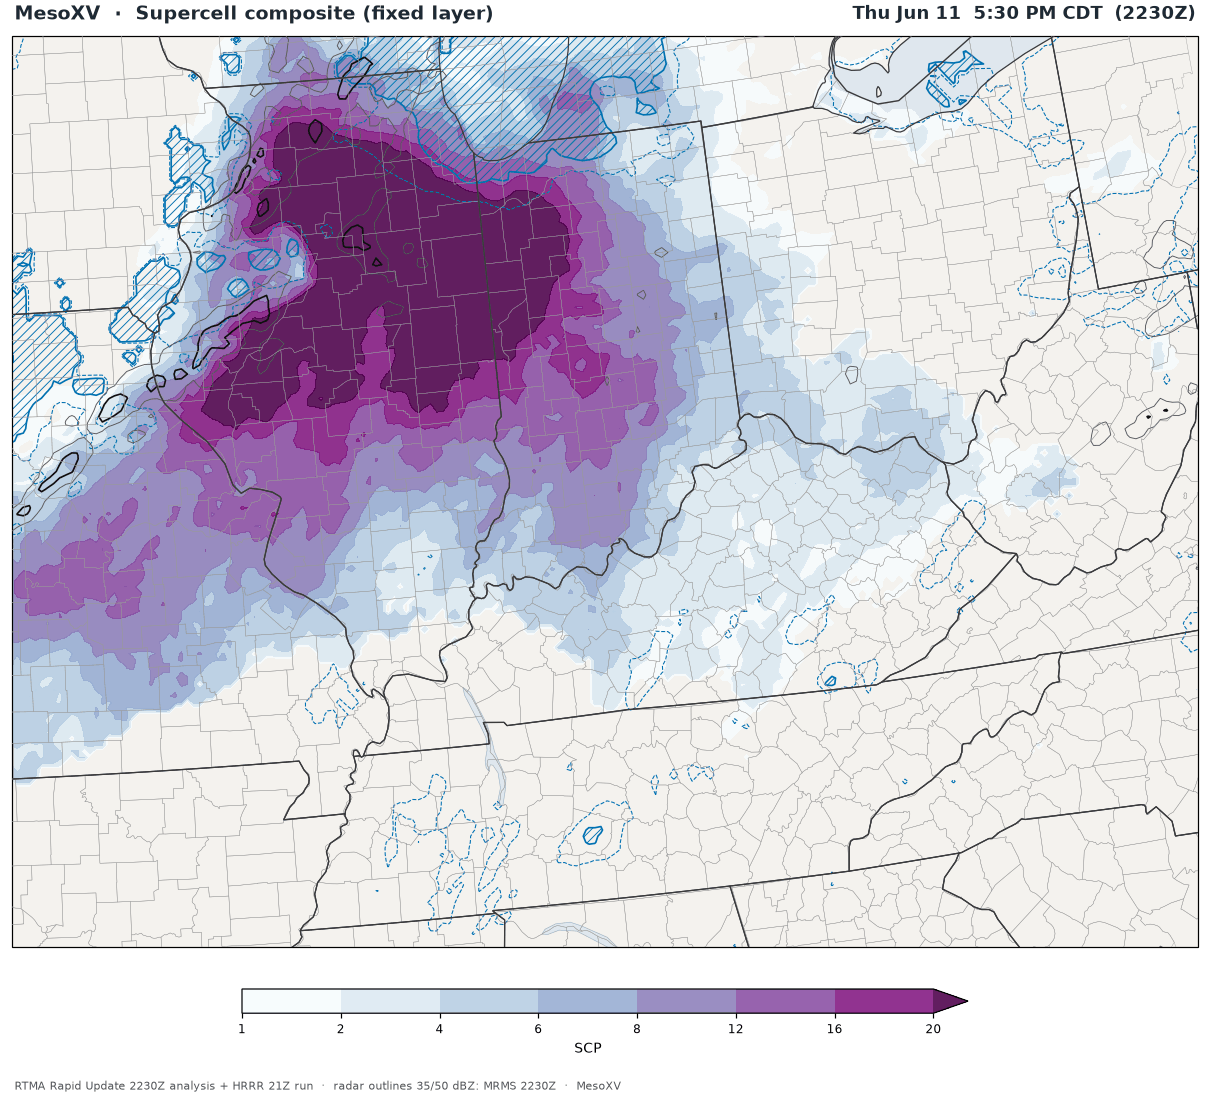 MesoXV · Supercell composite (fixed layer)
Thu Jun 11 5:30 PM CDT (2230Z)
1 2 4 6 8 12 16 20
SCP
RTMA Rapid Update 2230Z analysis + HRRR 21Z run · radar outlines 35/50 dBZ: MRMS 2230Z · MesoXV